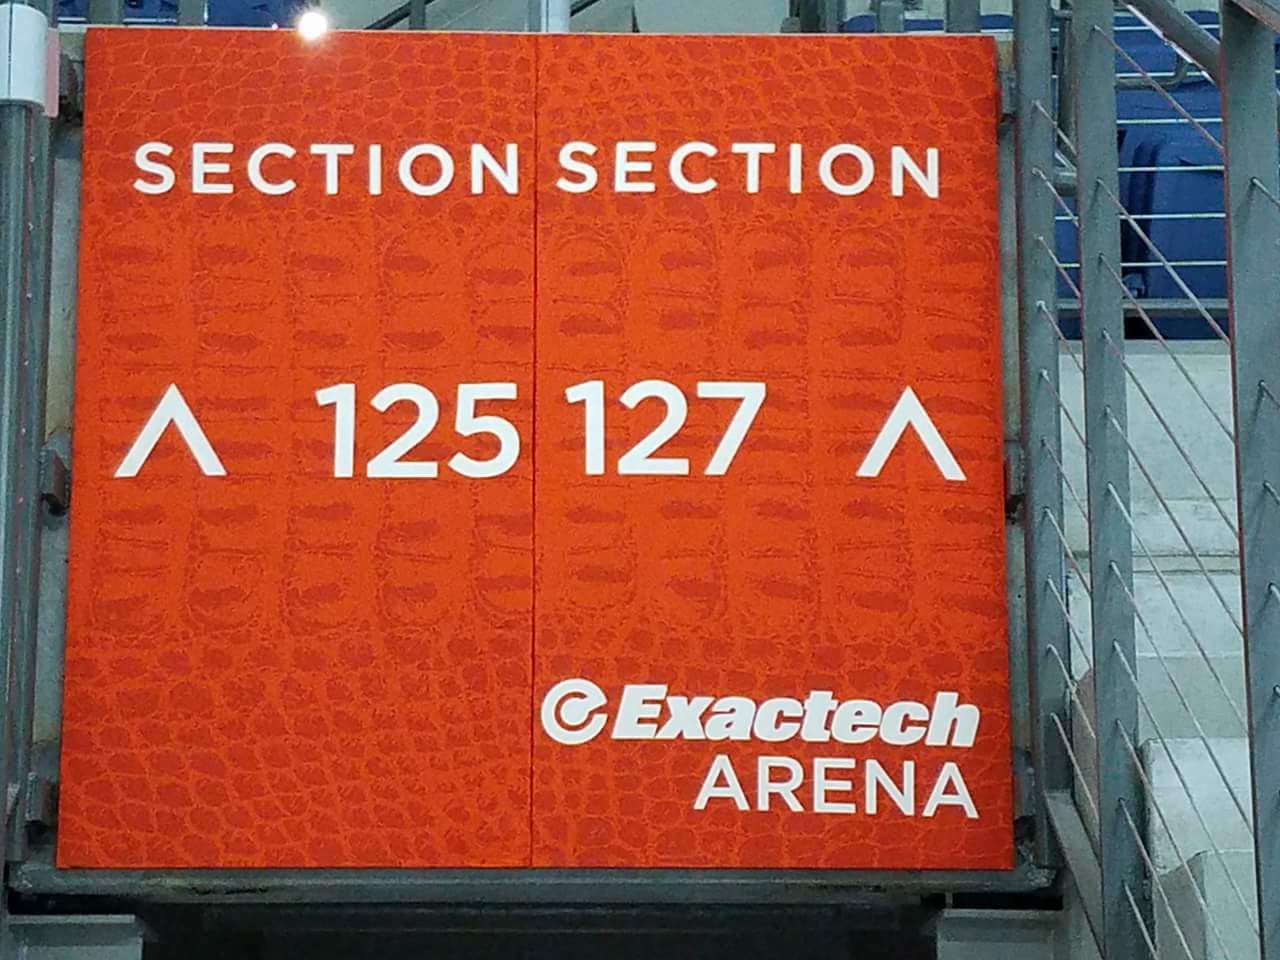 SECTION SECTION
125 127
Exactech
ARENA